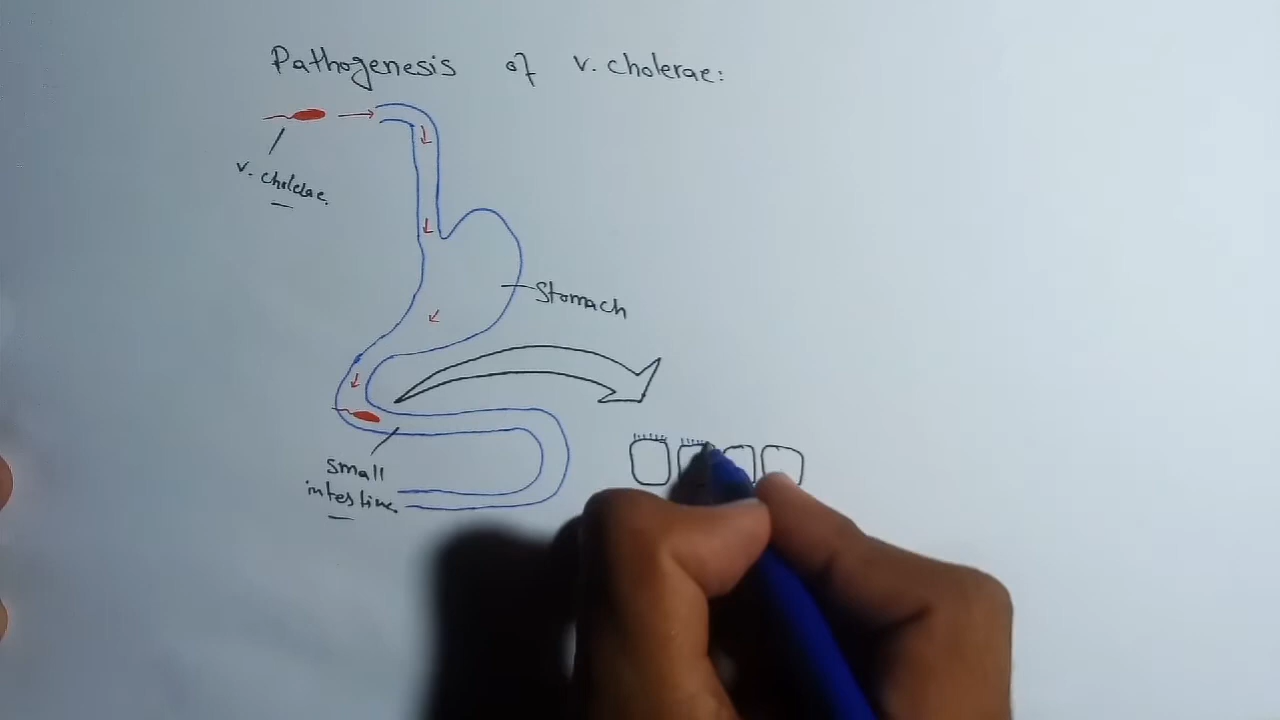 Pathogenesis of v. cholerae:
v. cholerae.
Stomach
small
intestine